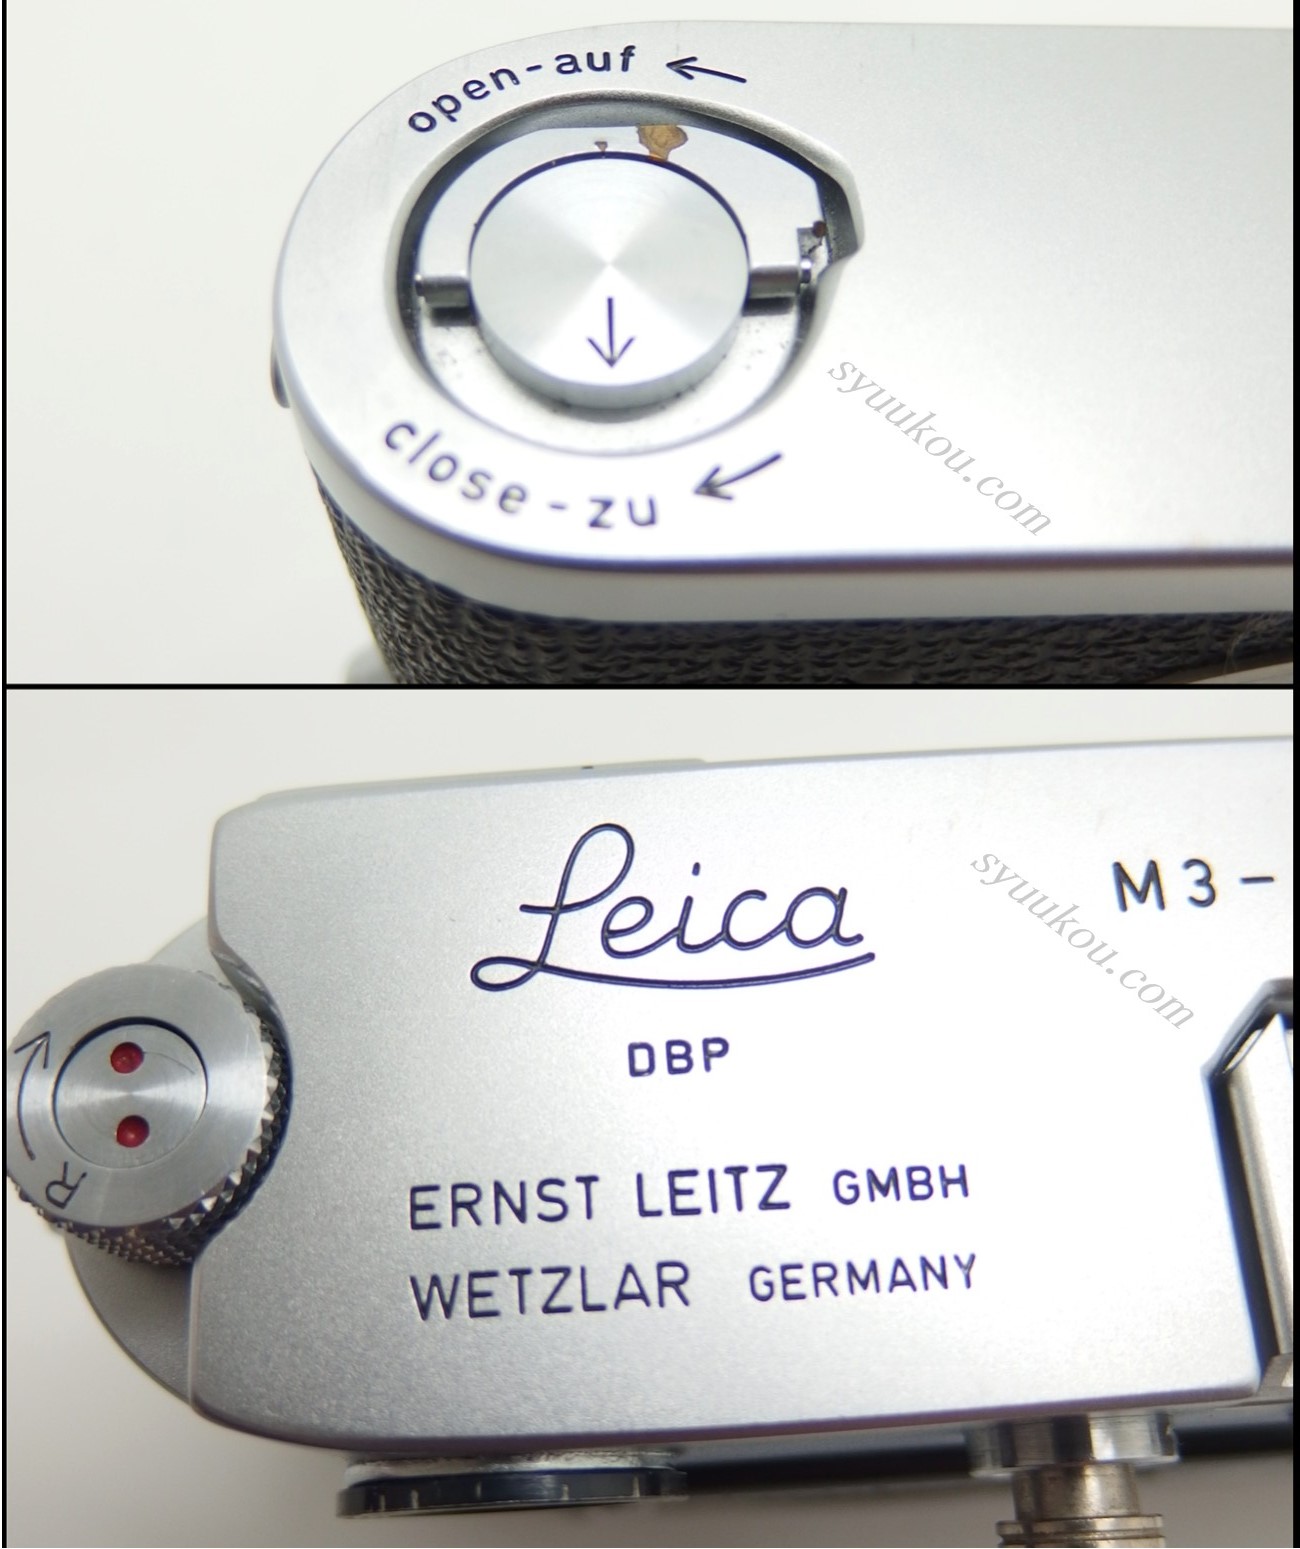 open-auf ←
↓
close-zu ←
syuukou.com
Leica
M3-
syuukou.com
DBP
R
ERNST LEITZ GMBH
WETZLAR GERMANY